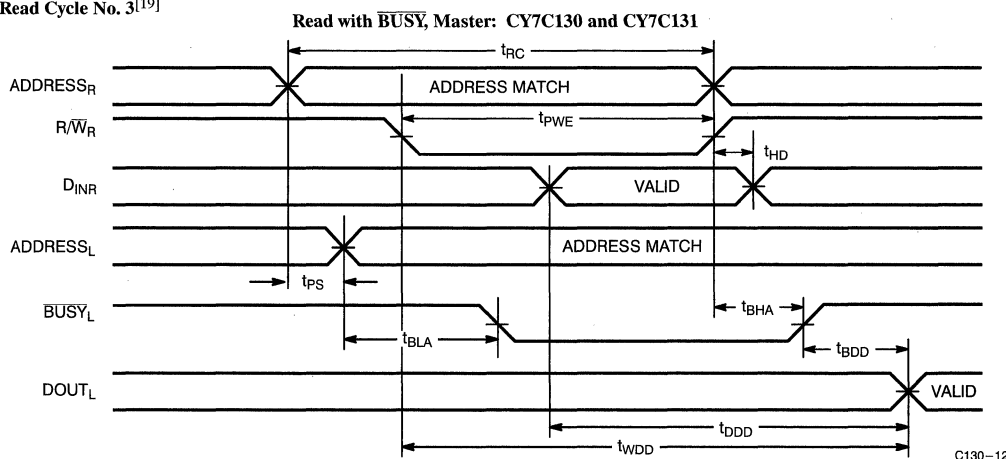 Read Cycle No. 3[19]
Read with BUSY, Master: CY7C130 and CY7C131
tRC
ADDRESSR
ADDRESS MATCH
R/WR
tPWE
tHD
DINR
VALID
ADDRESSL
ADDRESS MATCH
tPS
BUSYL
tBHA
tBLA
tBDD
DOUTL
VALID
tDDD
tWDD
C130–12